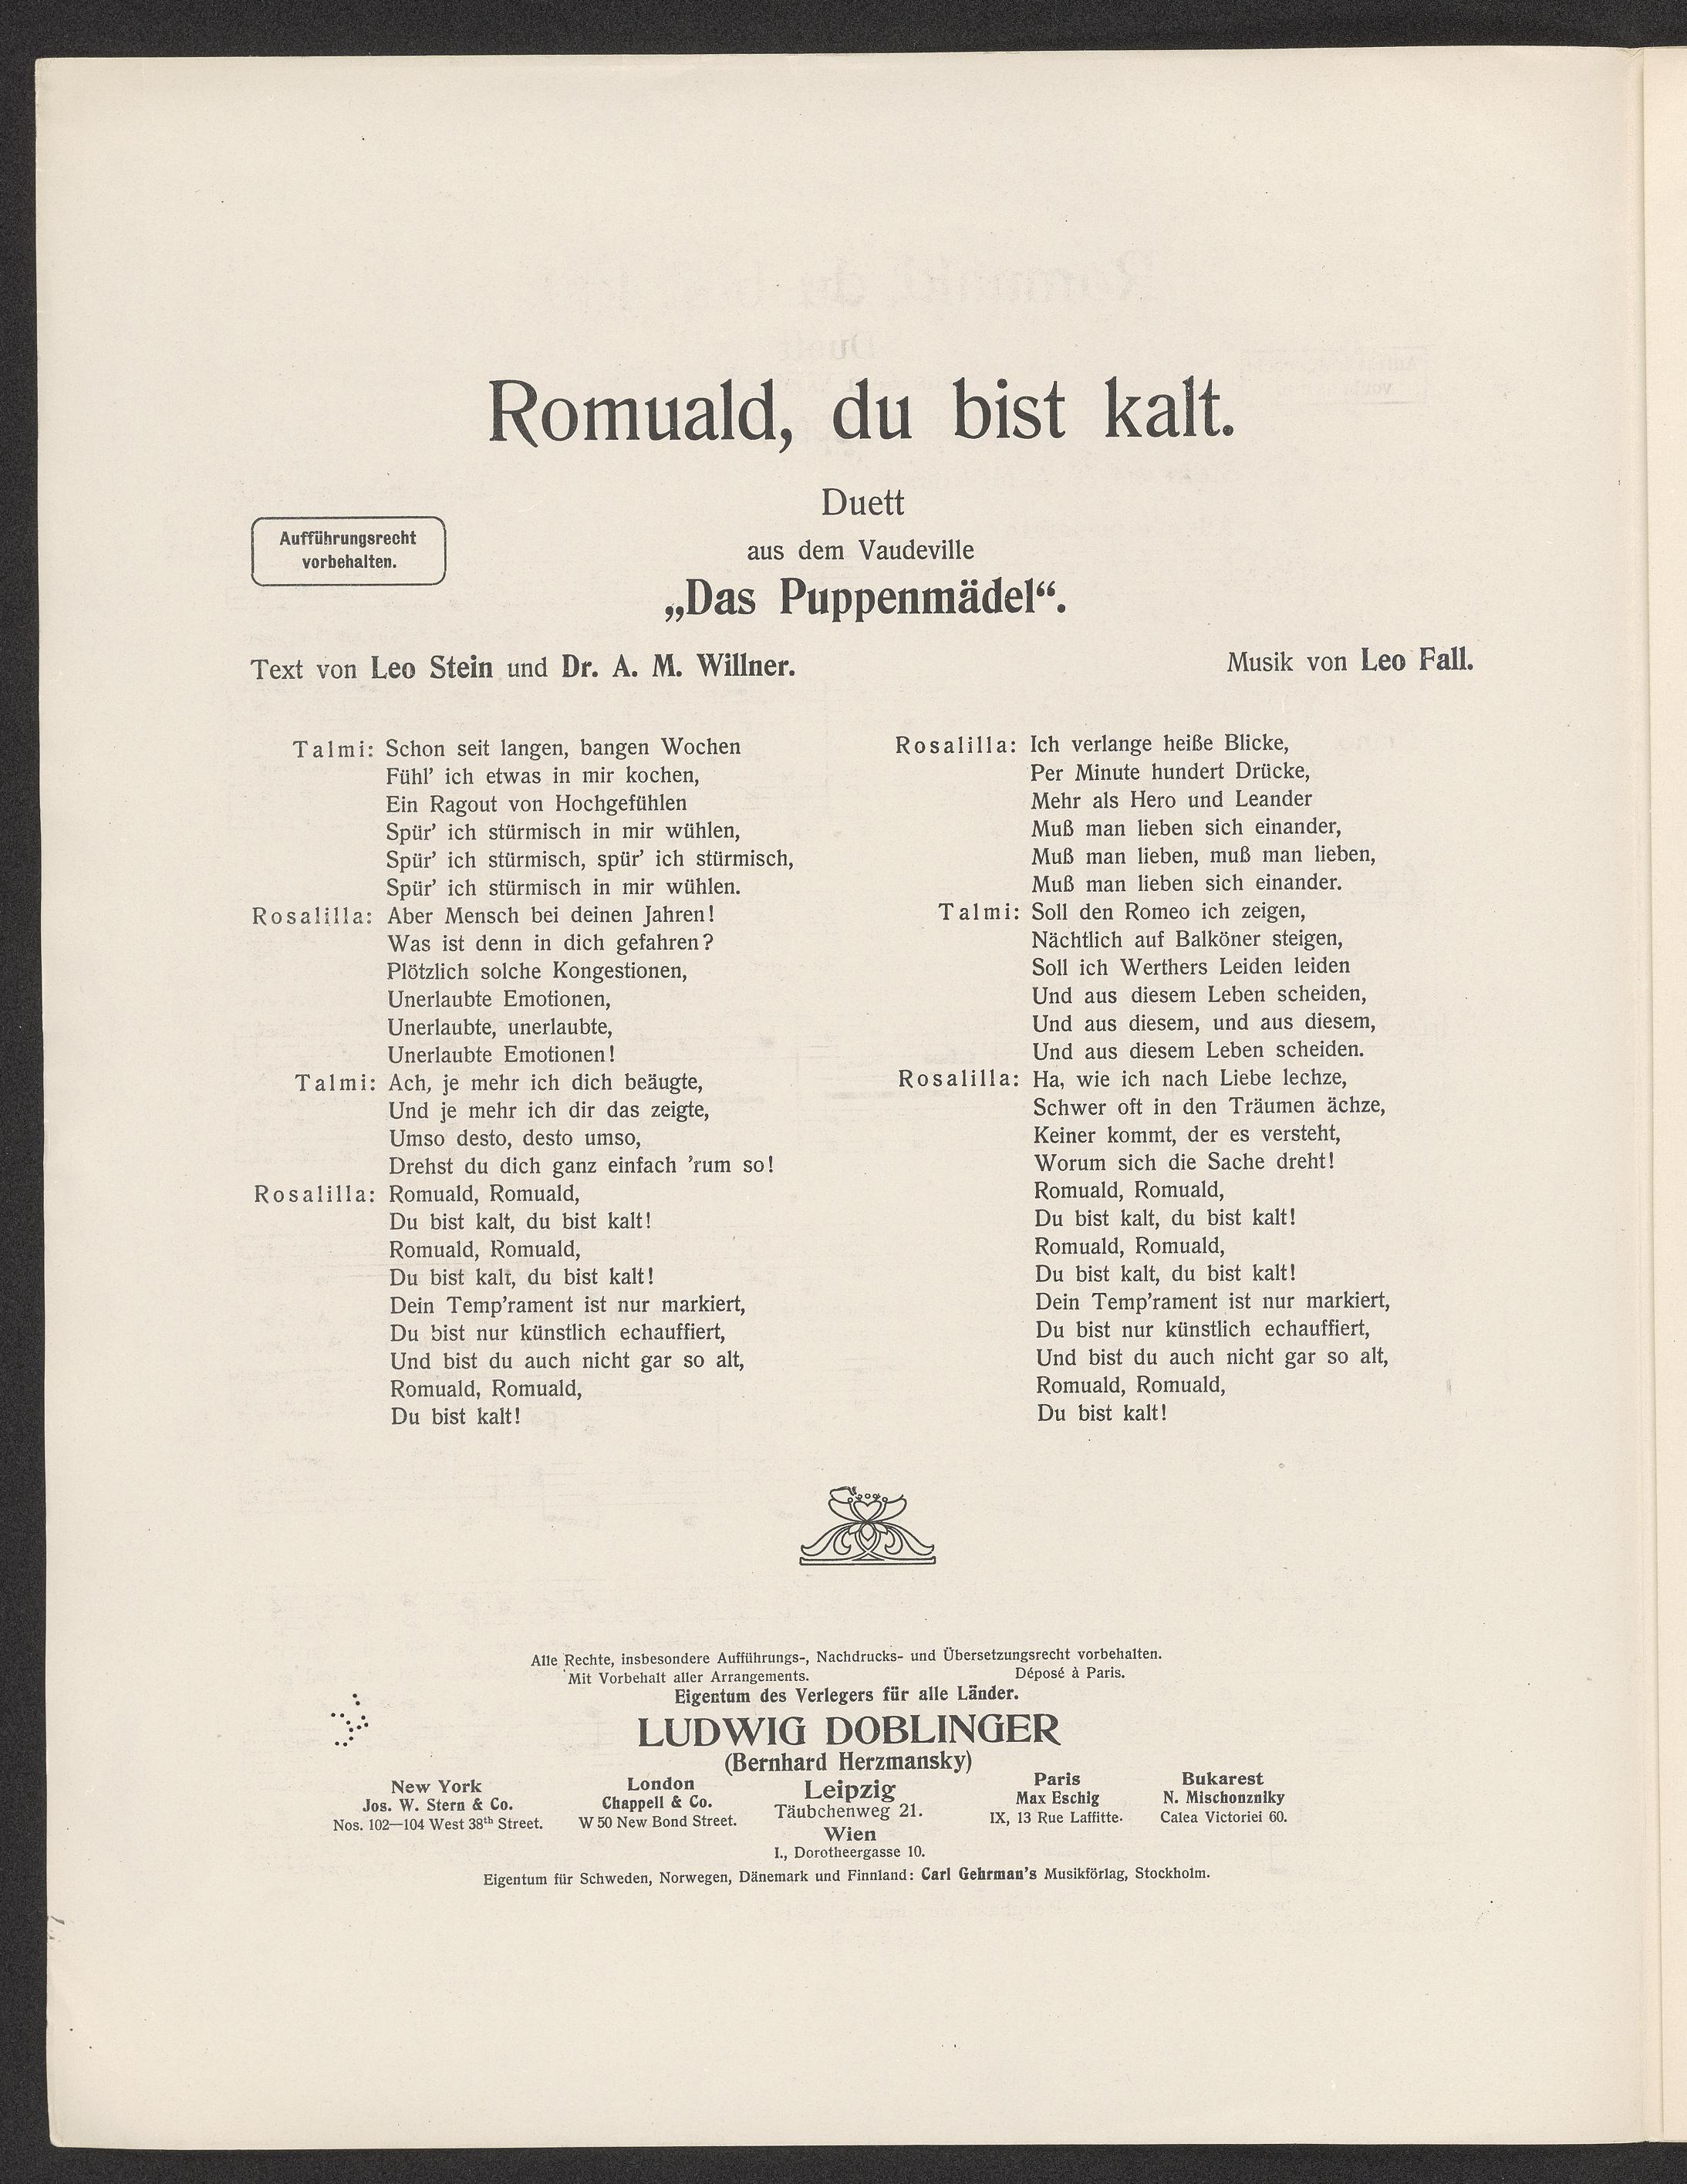 Romuald, du bist kalt.
Duett
Aufführungsrecht
vorbehalten.
aus dem Vaudeville
„Das Puppenmädel“.
Text von Leo Stein und Dr. A. M. Willner.
Musik von Leo Fall.
Talmi: Schon seit langen, bangen Wochen
Fühl’ ich etwas in mir kochen,
Ein Ragout von Hochgefühlen
Spür’ ich stürmisch in mir wühlen,
Spür’ ich stürmisch, spür’ ich stürmisch,
Spür’ ich stürmisch in mir wühlen.
Rosalilla: Aber Mensch bei deinen Jahren!
Was ist denn in dich gefahren?
Plötzlich solche Kongestionen,
Unerlaubte Emotionen,
Unerlaubte, unerlaubte,
Unerlaubte Emotionen!
Talmi: Ach, je mehr ich dich beäugte,
Und je mehr ich dir das zeigte,
Umso desto, desto umso,
Drehst du dich ganz einfach ’rum so!
Rosalilla: Romuald, Romuald,
Du bist kalt, du bist kalt!
Romuald, Romuald,
Du bist kalt, du bist kalt!
Dein Temp’rament ist nur markiert,
Du bist nur künstlich echauffiert,
Und bist du auch nicht gar so alt,
Romuald, Romuald,
Du bist kalt!
Rosalilla: Ich verlange heiße Blicke,
Per Minute hundert Drücke,
Mehr als Hero und Leander
Muß man lieben sich einander,
Muß man lieben, muß man lieben,
Muß man lieben sich einander.
Talmi: Soll den Romeo ich zeigen,
Nächtlich auf Balköner steigen,
Soll ich Werthers Leiden leiden
Und aus diesem Leben scheiden,
Und aus diesem, und aus diesem,
Und aus diesem Leben scheiden.
Rosalilla: Ha, wie ich nach Liebe lechze,
Schwer oft in den Träumen ächze,
Keiner kommt, der es versteht,
Worum sich die Sache dreht!
Romuald, Romuald,
Du bist kalt, du bist kalt!
Romuald, Romuald,
Du bist kalt, du bist kalt!
Dein Temp’rament ist nur markiert,
Du bist nur künstlich echauffiert,
Und bist du auch nicht gar so alt,
Romuald, Romuald,
Du bist kalt!
Alle Rechte, insbesondere Aufführungs-, Nachdrucks- und Übersetzungsrecht vorbehalten.
Mit Vorbehalt aller Arrangements. Déposé à Paris.
Eigentum des Verlegers für alle Länder.
LUDWIG DOBLINGER
(Bernhard Herzmansky)
New York
Jos. W. Stern & Co.
Nos. 102—104 West 38th Street.
London
Chappell & Co.
W 50 New Bond Street.
Leipzig
Täubchenweg 21.
Wien
I., Dorotheergasse 10.
Paris
Max Eschig
IX, 13 Rue Laffitte.
Bukarest
N. Mischonzniky
Calea Victoriei 60.
Eigentum für Schweden, Norwegen, Dänemark und Finnland: Carl Gehrman’s Musikförlag, Stockholm.